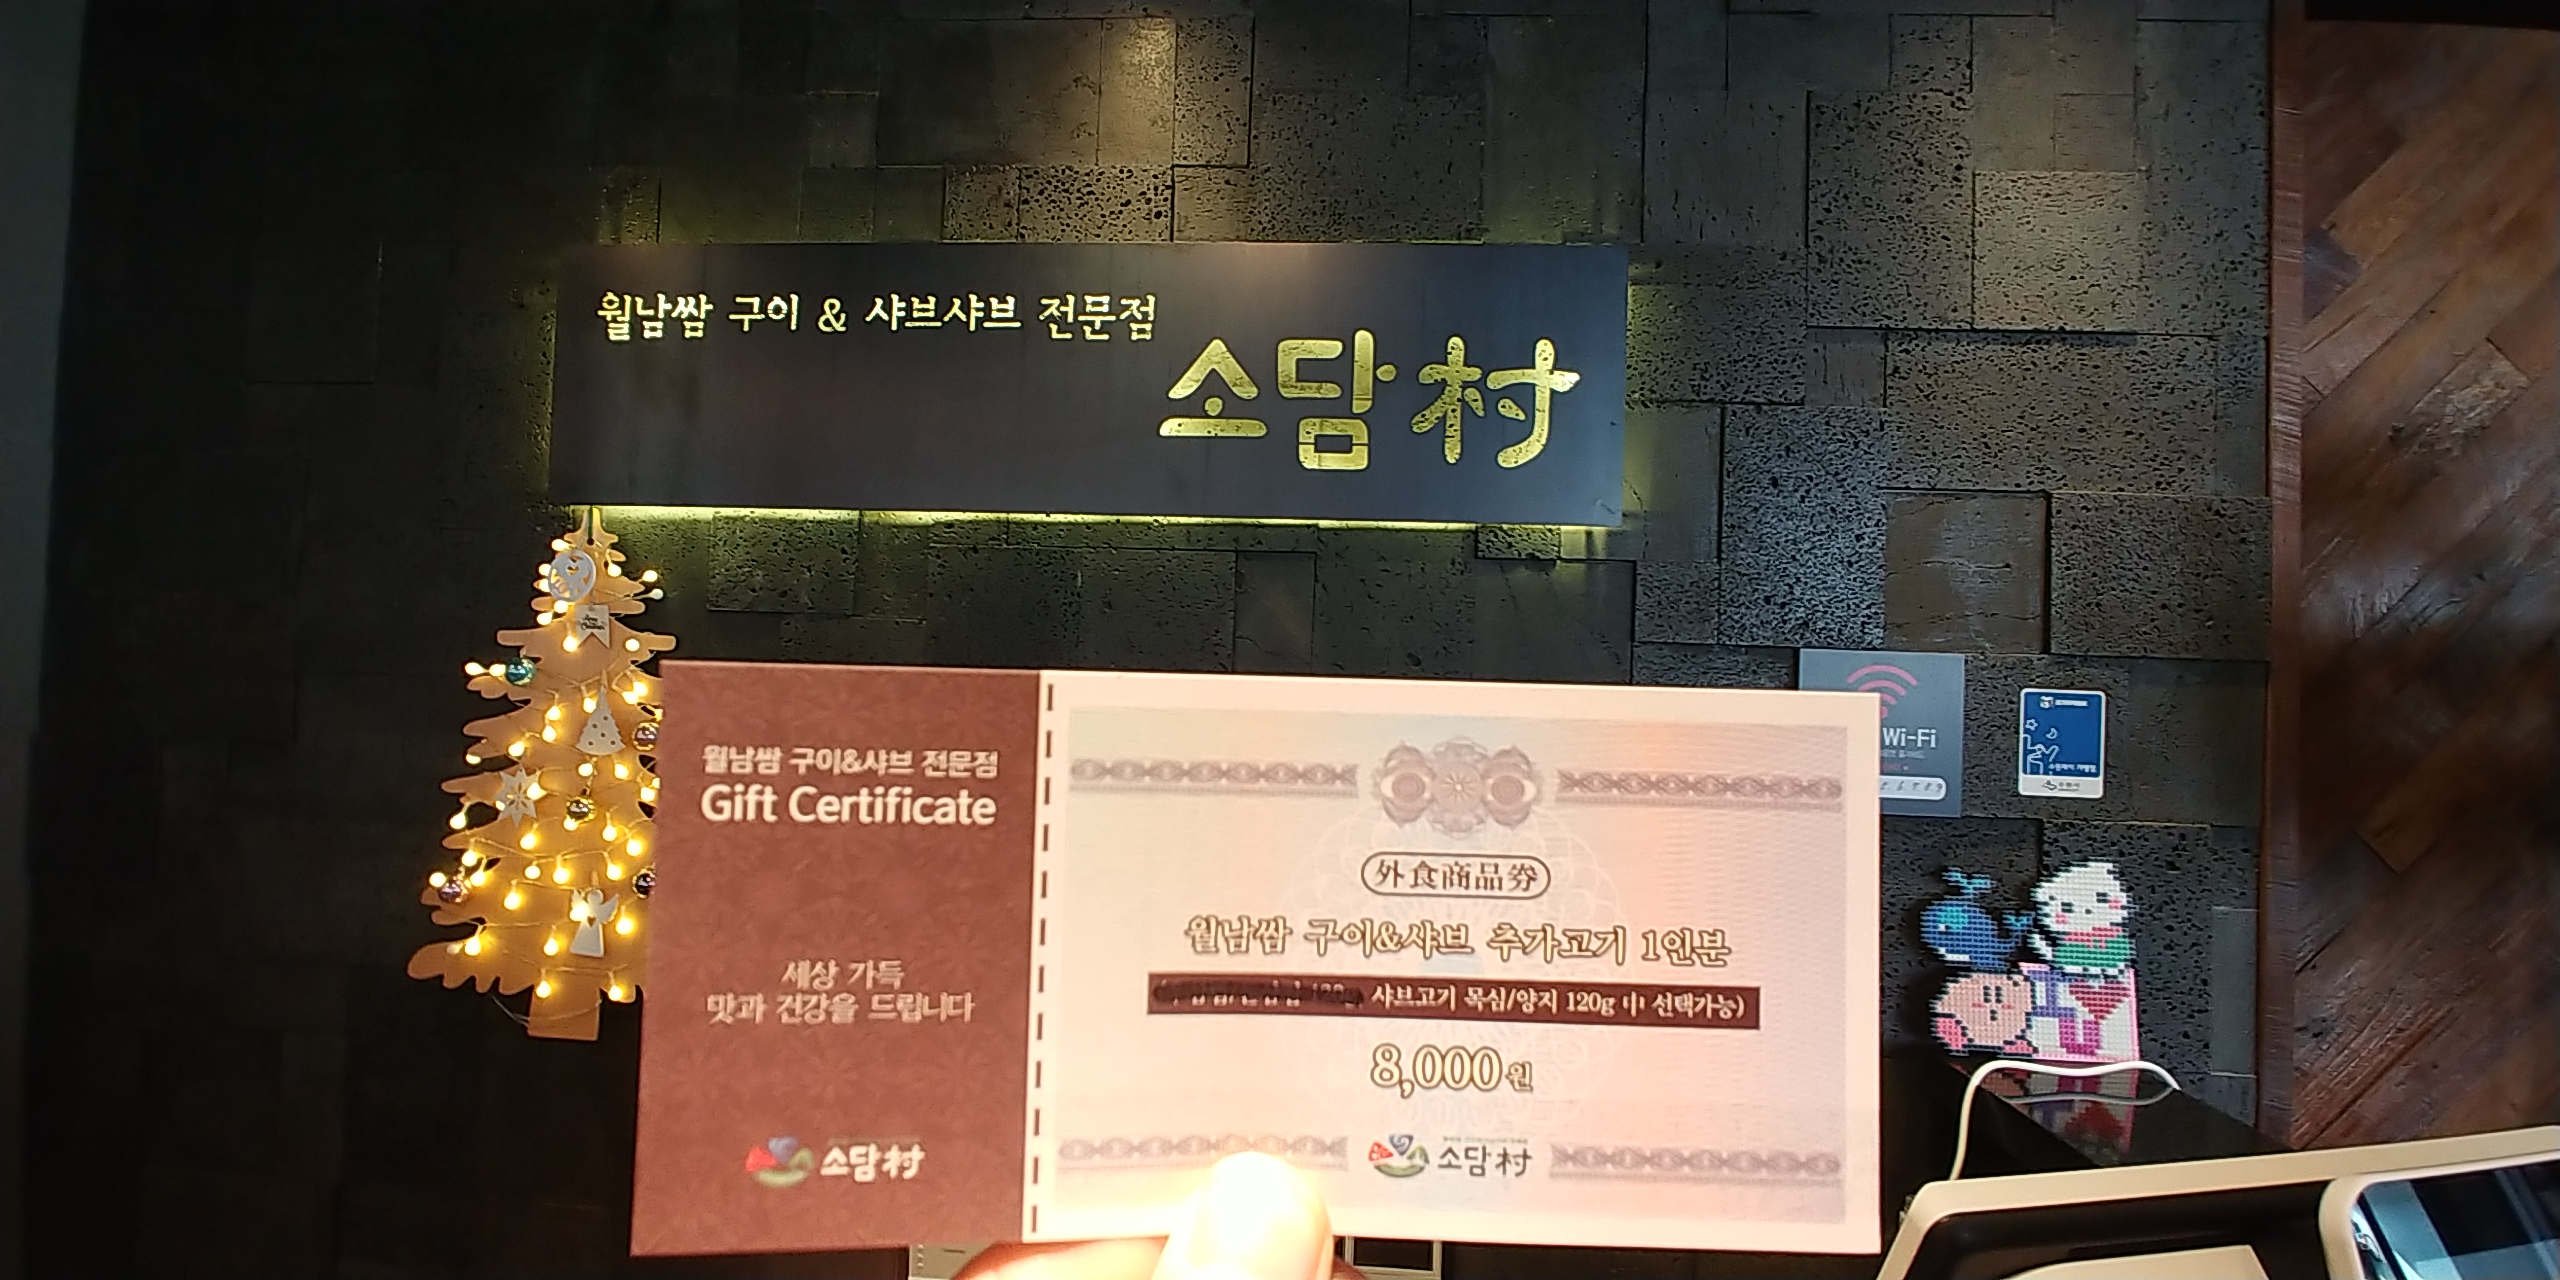 월남쌈 구이 & 샤브샤브 전문점
소담村
Wi-Fi
월남쌈 구이&샤브 전문점
Gift Certificate
세상 가득
맛과 건강을 드립니다
소담村
外食商品券
월남쌈 구이&샤브 추가고기 1인분
샤브고기 목심/양지 120g 中 선택가능)
8,000원
소담村